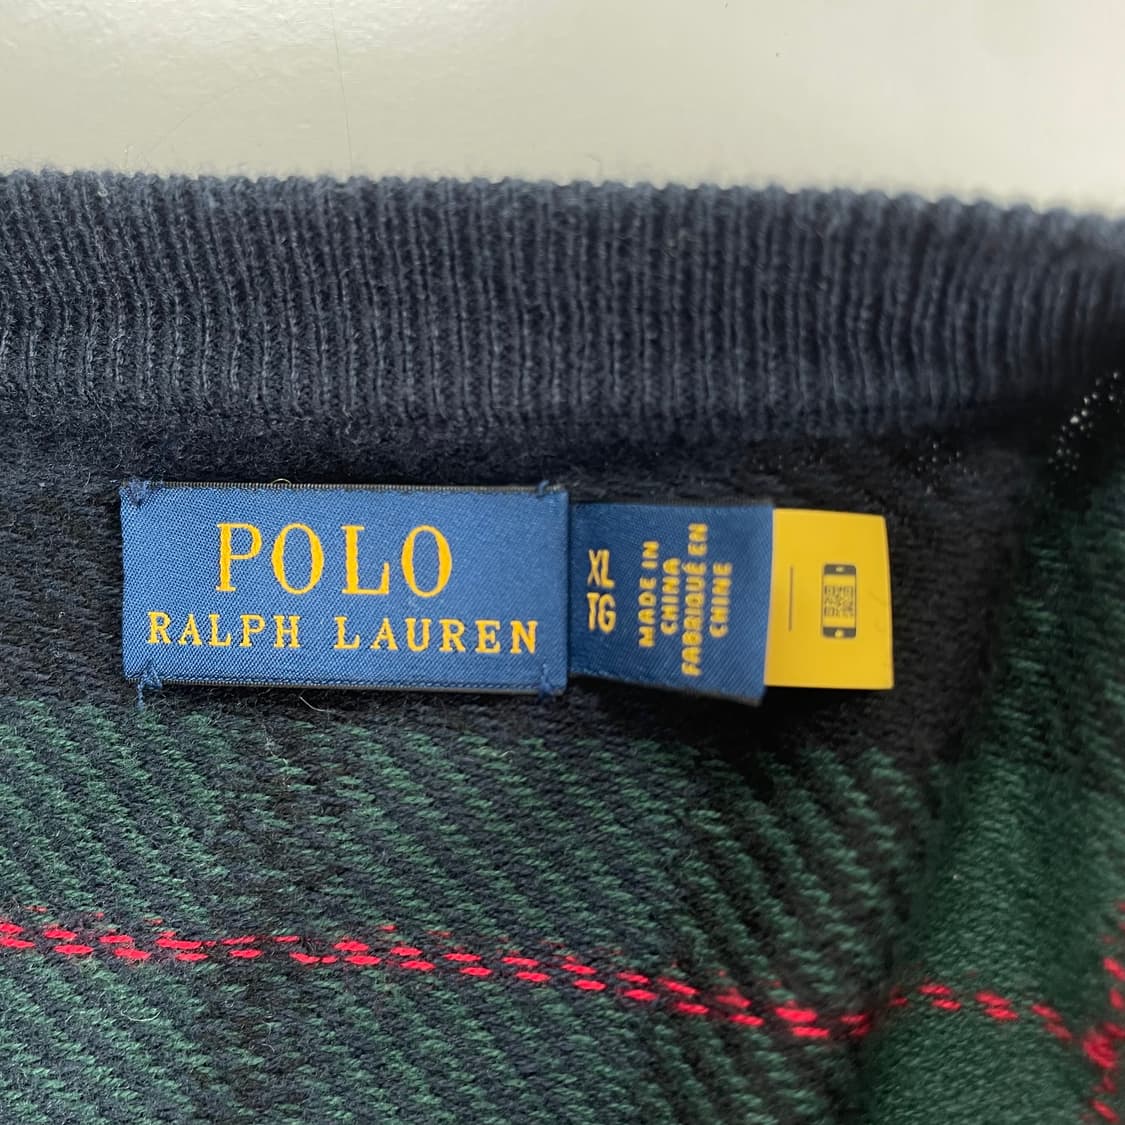 POLO
RALPH LAUREN
XL
TG
MADE IN
CHINA
FABRIQUÉ EN
CHINE